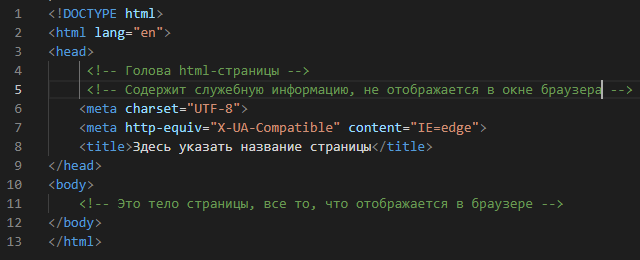 1 <!DOCTYPE html>
2 <html lang="en">
3 <head>
4 <!-- Голова html-страницы -->
5 <!-- Содержит служебную информацию, не отображается в окне браузера -->
6 <meta charset="UTF-8">
7 <meta http-equiv="X-UA-Compatible" content="IE=edge">
8 <title>Здесь указать название страницы</title>
9 </head>
10 <body>
11 <!-- Это тело страницы, все то, что отображается в браузере -->
12 </body>
13 </html>